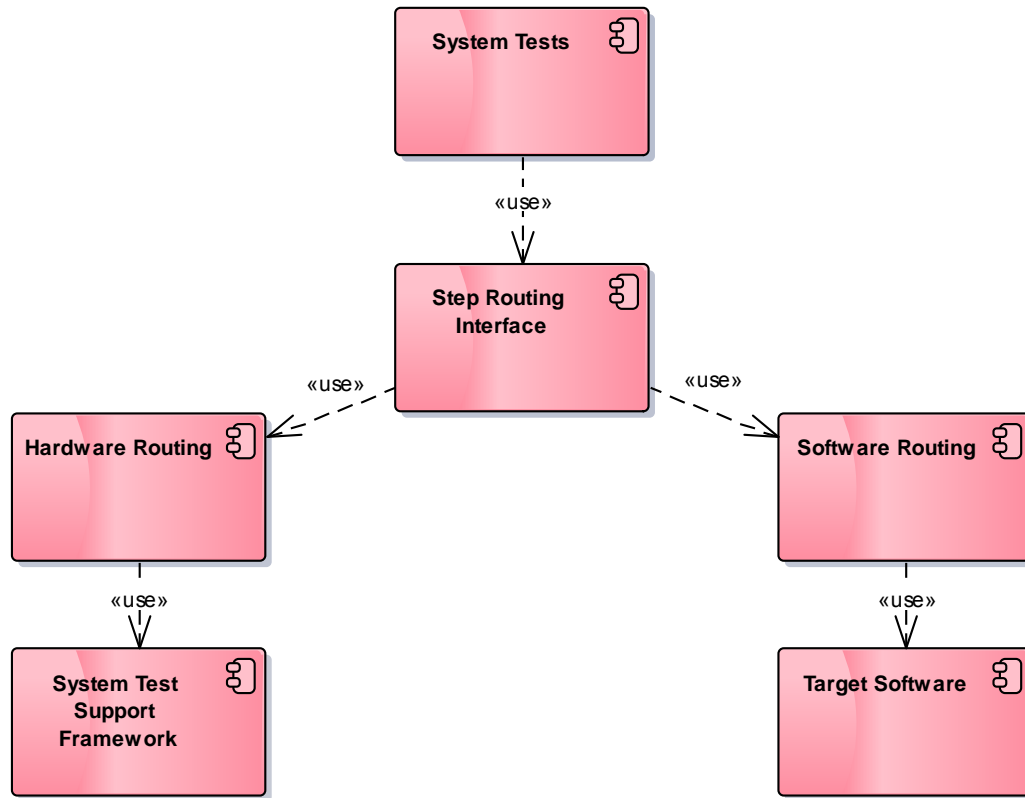 System Tests
«use»
Step Routing
Interface
«use»
«use»
Hardware Routing
Software Routing
«use»
«use»
System Test
Support
Framework
Target Software